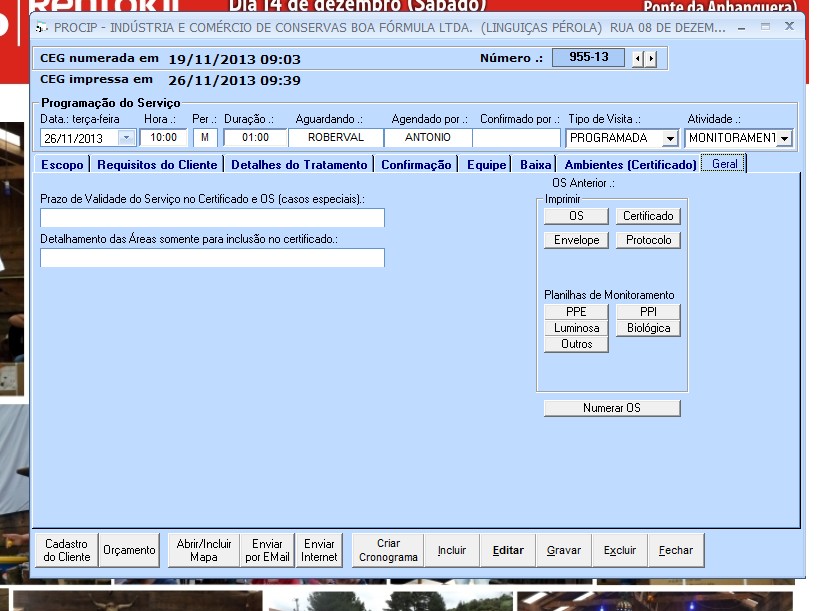 Rentokil
Dia 14 de dezembro (Sábado)
Ponte da Anhanguera)
PROCIP - INDÚSTRIA E COMÉRCIO DE CONSERVAS BOA FÓRMULA LTDA. (LINGUIÇAS PÉROLA) RUA 08 DE DEZEM...
CEG numerada em 19/11/2013 09:03
Número .: 955-13
CEG impressa em 26/11/2013 09:39
Programação do Serviço
Data.: terça-feira Hora .: Per .: Duração .: Aguardando .: Agendado por .: Confirmado por .: Tipo de Visita .: Atividade .:
26/11/2013 10:00 M 01:00 ROBERVAL ANTONIO PROGRAMADA MONITORAMENT
Escopo Requisitos do Cliente Detalhes do Tratamento Confirmação Equipe Baixa Ambientes (Certificado) Geral
OS Anterior .:
Prazo de Validade do Serviço no Certificado e OS (casos especiais).:
Imprimir
OS Certificado
Detalhamento das Áreas somente para inclusão no certificado.:
Envelope Protocolo
Planilhas de Monitoramento
PPE PPI
Luminosa Biológica
Outros
Numerar OS
Cadastro do Cliente
Orçamento
Abrir/Incluir Mapa
Enviar por EMail
Enviar Internet
Criar Cronograma
Incluir
Editar
Gravar
Excluir
Fechar